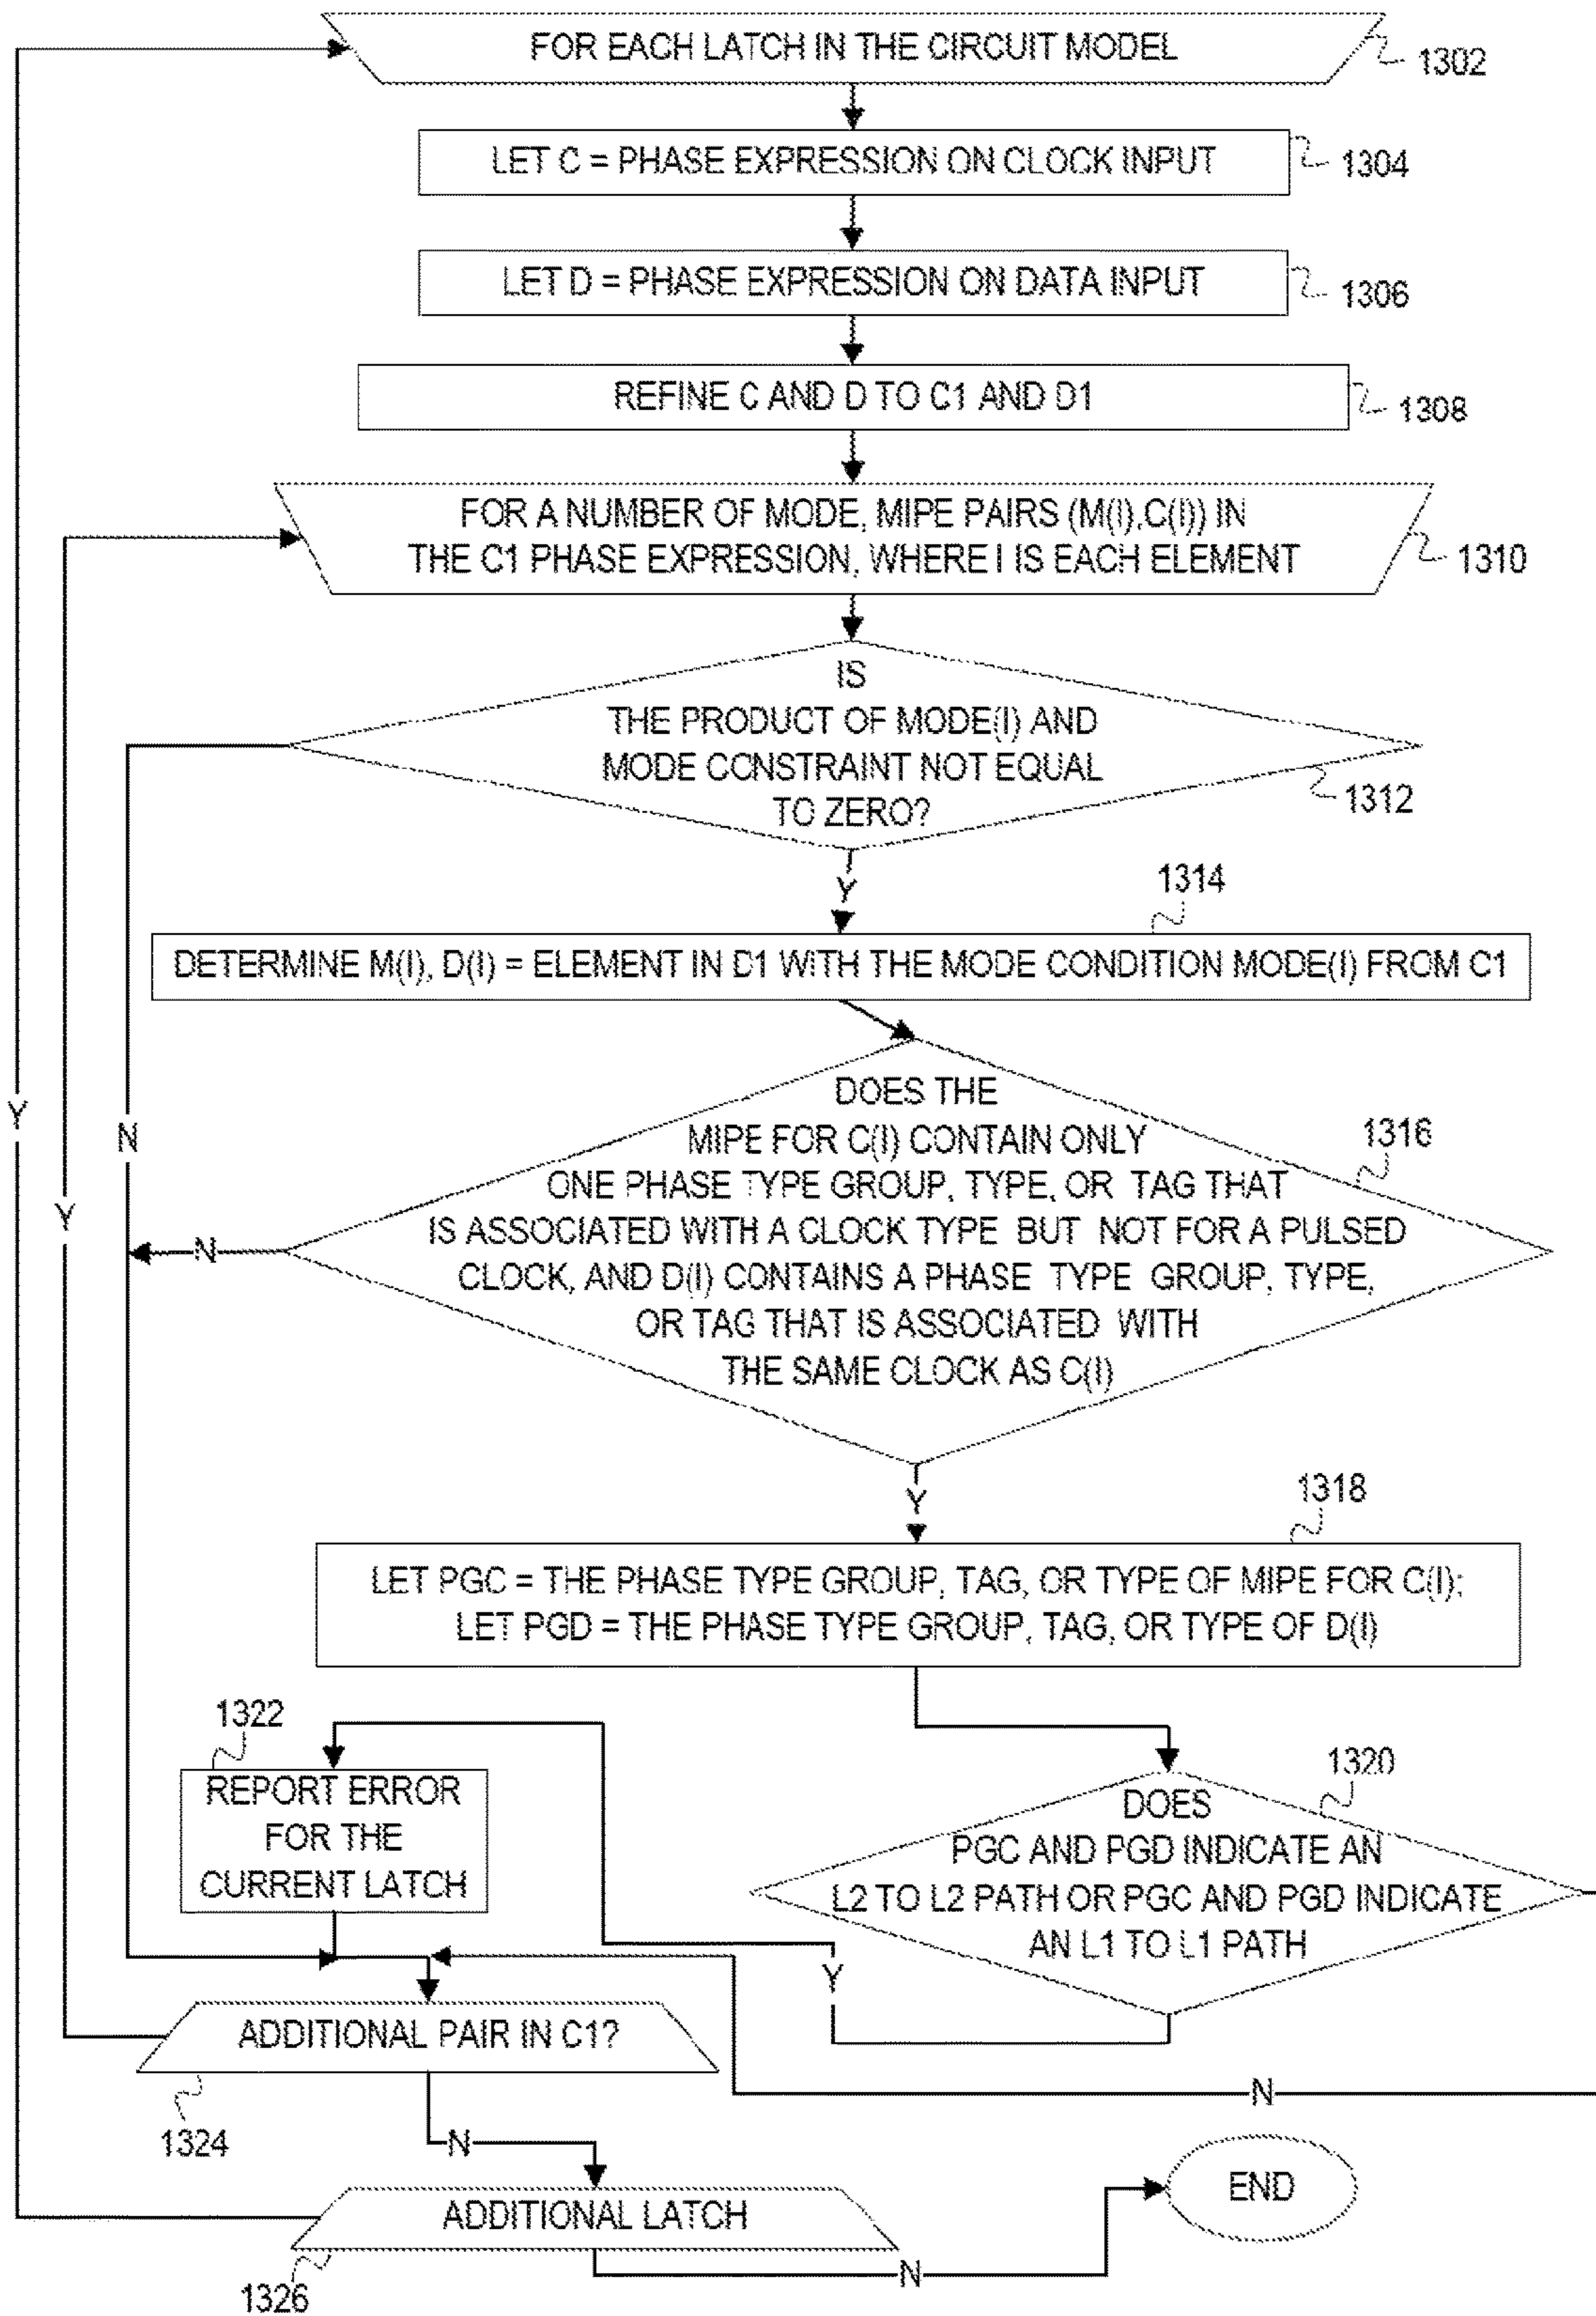 FOR EACH LATCH IN THE CIRCUIT MODEL
1302
LET C = PHASE EXPRESSION ON CLOCK INPUT
1304
LET D = PHASE EXPRESSION ON DATA INPUT
1306
REFINE C AND D TO C1 AND D1
1308
FOR A NUMBER OF MODE, MIPE PAIRS (M(I),C(I)) IN
THE C1 PHASE EXPRESSION, WHERE I IS EACH ELEMENT
1310
IS
THE PRODUCT OF MODE(I) AND
MODE CONSTRAINT NOT EQUAL
TO ZERO?
1312
Y
1314
DETERMINE M(I), D(I) = ELEMENT IN D1 WITH THE MODE CONDITION MODE(I) FROM C1
Y
N
Y
DOES THE
MIPE FOR C(I) CONTAIN ONLY
ONE PHASE TYPE GROUP, TYPE, OR TAG THAT
IS ASSOCIATED WITH A CLOCK TYPE BUT NOT FOR A PULSED
CLOCK, AND D(I) CONTAINS A PHASE TYPE GROUP, TYPE,
OR TAG THAT IS ASSOCIATED WITH
THE SAME CLOCK AS C(I)
1316
N
Y
1318
LET PGC = THE PHASE TYPE GROUP, TAG, OR TYPE OF MIPE FOR C(I);
LET PGD = THE PHASE TYPE GROUP, TAG, OR TYPE OF D(I)
1322
REPORT ERROR
FOR THE
CURRENT LATCH
1320
DOES
PGC AND PGD INDICATE AN
L2 TO L2 PATH OR PGC AND PGD INDICATE
AN L1 TO L1 PATH
Y
ADDITIONAL PAIR IN C1?
1324
N
N
ADDITIONAL LATCH
1326
N
END